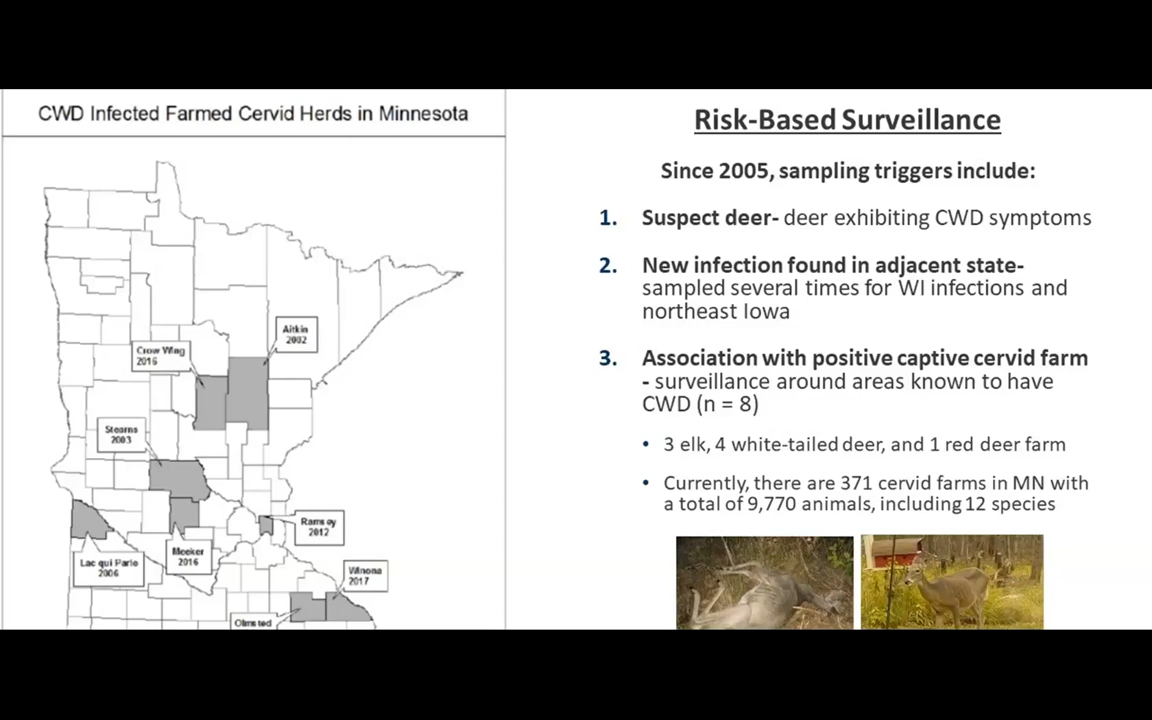 CWD Infected Farmed Cervid Herds in Minnesota
Aitkin
2002
Crow Wing
2016
Stearns
2003
Ramsey
2012
Meeker
2016
Lac qui Parle
2006
Winona
2017
Olmsted
Risk-Based Surveillance
Since 2005, sampling triggers include:
1. Suspect deer- deer exhibiting CWD symptoms
2. New infection found in adjacent state-
sampled several times for WI infections and
northeast Iowa
3. Association with positive captive cervid farm
- surveillance around areas known to have
CWD (n = 8)
• 3 elk, 4 white-tailed deer, and 1 red deer farm
• Currently, there are 371 cervid farms in MN with
a total of 9,770 animals, including 12 species